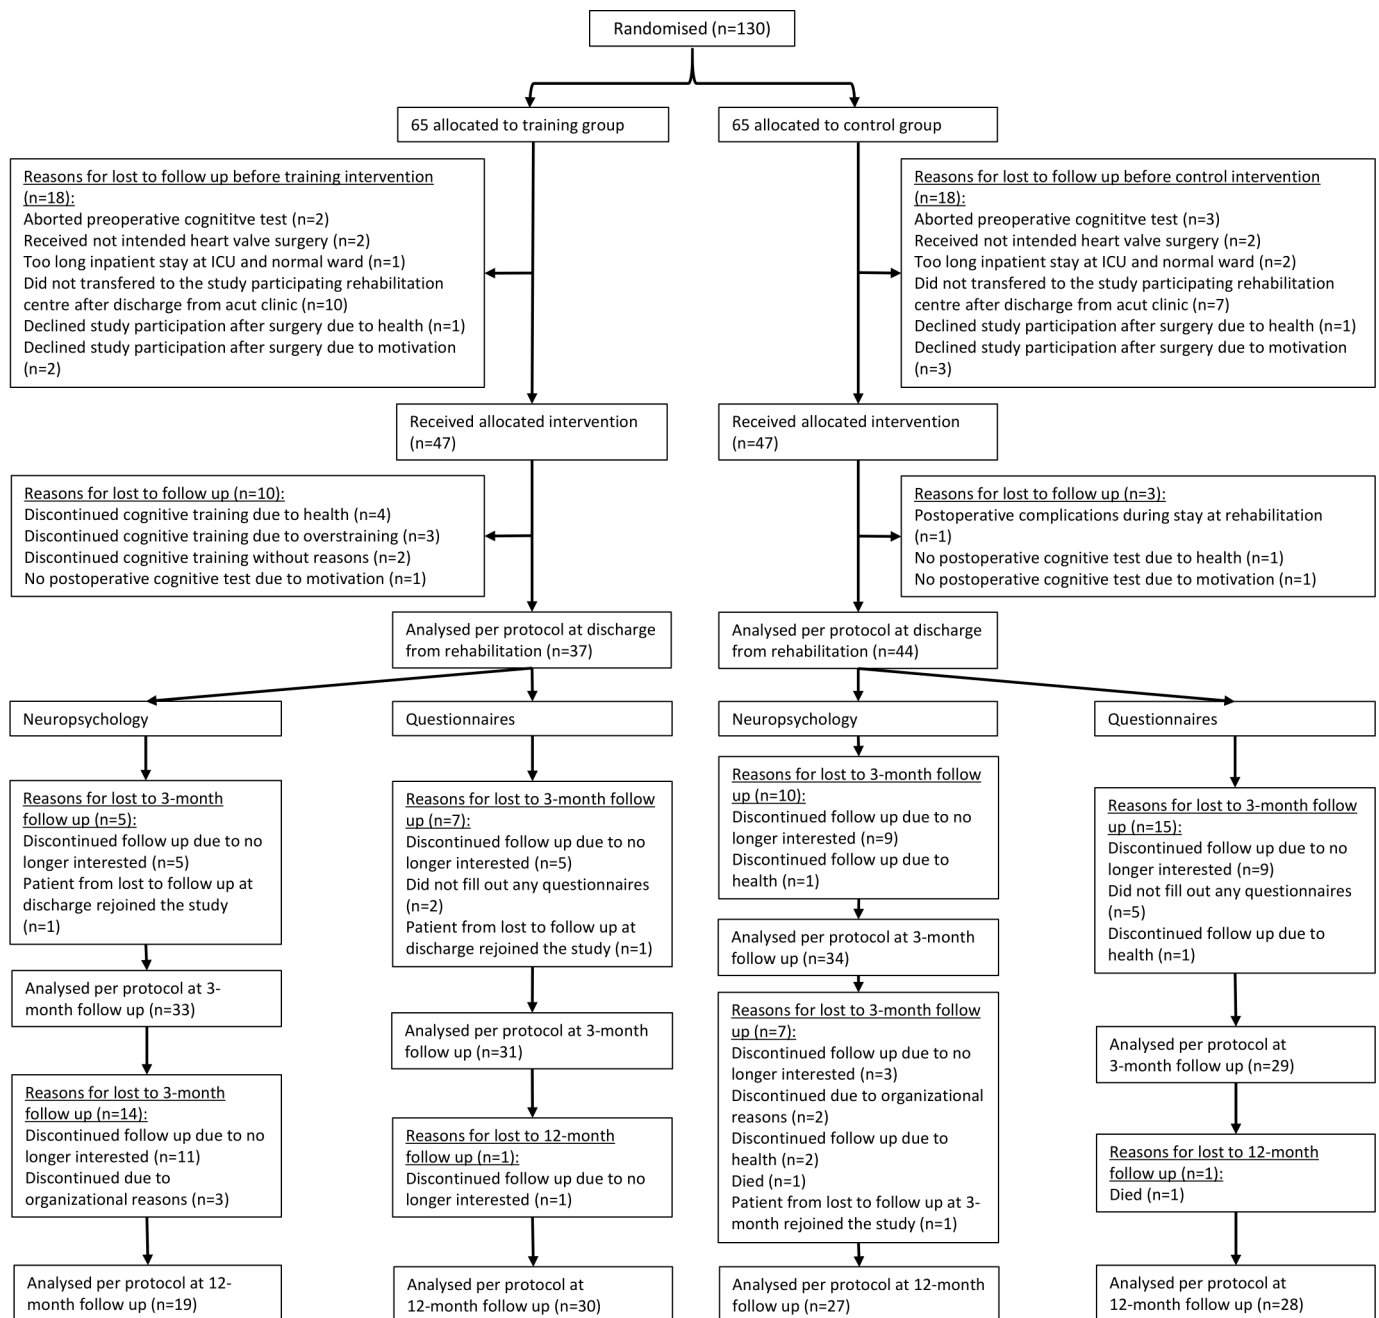 Randomised (n=130)
65 allocated to training group
65 allocated to control group
Reasons for lost to follow up before training intervention
(n=18):
Aborted preoperative cognititve test (n=2)
Received not intended heart valve surgery (n=2)
Too long inpatient stay at ICU and normal ward (n=1)
Did not transfered to the study participating rehabilitation
centre after discharge from acut clinic (n=10)
Declined study participation after surgery due to health (n=1)
Declined study participation after surgery due to motivation
(n=2)
Reasons for lost to follow up before control intervention
(n=18):
Aborted preoperative cognititve test (n=3)
Received not intended heart valve surgery (n=2)
Too long inpatient stay at ICU and normal ward (n=2)
Did not transfered to the study participating rehabilitation
centre after discharge from acut clinic (n=7)
Declined study participation after surgery due to health (n=1)
Declined study participation after surgery due to motivation
(n=3)
Received allocated intervention
(n=47)
Received allocated intervention
(n=47)
Reasons for lost to follow up (n=10):
Discontinued cognitive training due to health (n=4)
Discontinued cognitive training due to overstraining (n=3)
Discontinued cognitive training without reasons (n=2)
No postoperative cognitive test due to motivation (n=1)
Reasons for lost to follow up (n=3):
Postoperative complications during stay at rehabilitation
(n=1)
No postoperative cognitive test due to health (n=1)
No postoperative cognitive test due to motivation (n=1)
Analysed per protocol at discharge
from rehabilitation (n=37)
Analysed per protocol at discharge
from rehabilitation (n=44)
Neuropsychology
Questionnaires
Neuropsychology
Questionnaires
Reasons for lost to 3-month
follow up (n=5):
Discontinued follow up due to no
longer interested (n=5)
Patient from lost to follow up at
discharge rejoined the study
(n=1)
Reasons for lost to 3-month follow
up (n=7):
Discontinued follow up due to no
longer interested (n=5)
Did not fill out any questionnaires
(n=2)
Patient from lost to follow up at
discharge rejoined the study (n=1)
Reasons for lost to 3-month follow
up (n=10):
Discontinued follow up due to no
longer interested (n=9)
Discontinued follow up due to
health (n=1)
Reasons for lost to 3-month follow
up (n=15):
Discontinued follow up due to no
longer interested (n=9)
Did not fill out any questionnaires
(n=5)
Discontinued follow up due to
health (n=1)
Analysed per protocol at 3-
month follow up (n=33)
Analysed per protocol at 3-month
follow up (n=31)
Analysed per protocol at 3-month
follow up (n=34)
Analysed per protocol at
3-month follow up (n=29)
Reasons for lost to 3-month
follow up (n=14):
Discontinued follow up due to no
longer interested (n=11)
Discontinued due to
organizational reasons (n=3)
Reasons for lost to 12-month
follow up (n=1):
Discontinued follow up due to no
longer interested (n=1)
Reasons for lost to 3-month follow
up (n=7):
Discontinued follow up due to no
longer interested (n=3)
Discontinued due to organizational
reasons (n=2)
Discontinued follow up due to
health (n=2)
Died (n=1)
Patient from lost to follow up at 3-
month rejoined the study (n=1)
Reasons for lost to 12-month
follow up (n=1):
Died (n=1)
Analysed per protocol at 12-
month follow up (n=19)
Analysed per protocol at
12-month follow up (n=30)
Analysed per protocol at 12-month
follow up (n=27)
Analysed per protocol at
12-month follow up (n=28)